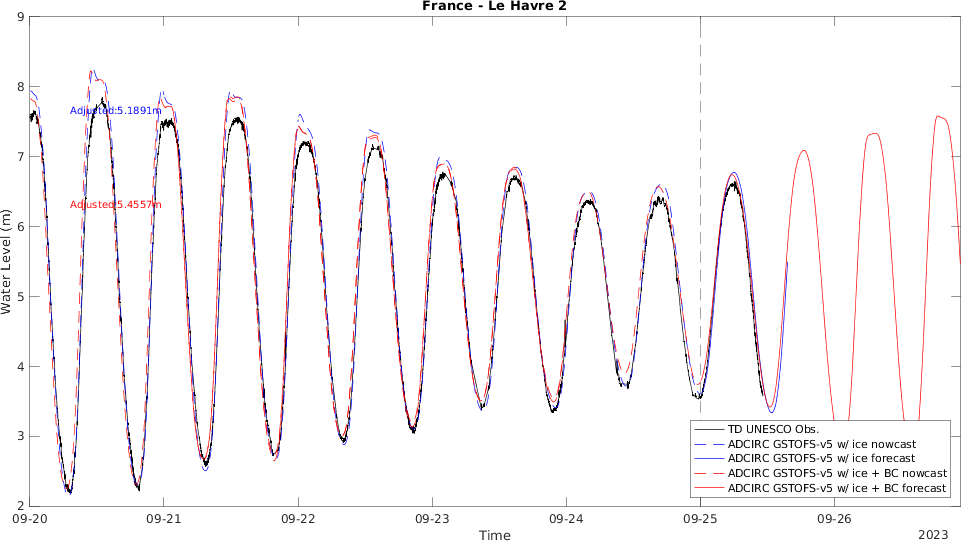 France - Le Havre 2
9
8
7
6
5
4
3
2
Water Level (m)
Adjusted:5.1891m
Adjusted:5.4557m
TD UNESCO Obs.
ADCIRC GSTOFS-v5 w/ ice nowcast
ADCIRC GSTOFS-v5 w/ ice forecast
ADCIRC GSTOFS-v5 w/ ice + BC nowcast
ADCIRC GSTOFS-v5 w/ ice + BC forecast
09-20 09-21 09-22 09-23 09-24 09-25 09-26
Time
2023